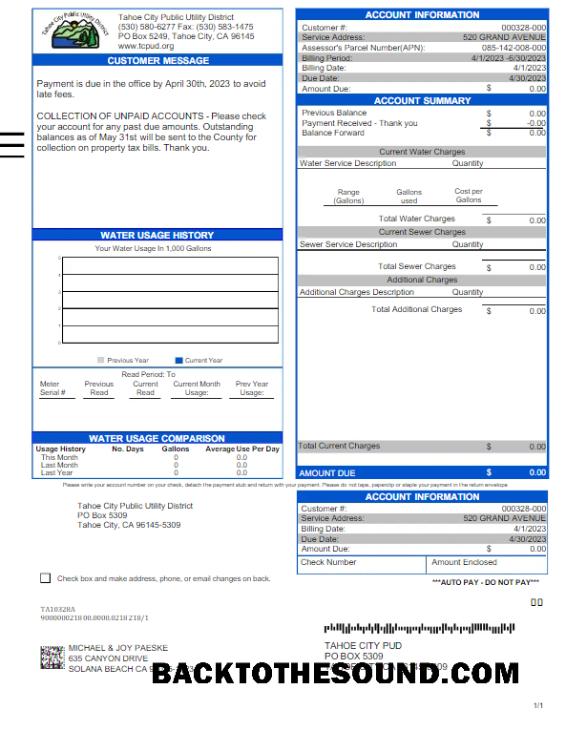 Tahoe City Public Utility District
(530) 580-6277 Fax: (530) 583-1475
PO Box 5249, Tahoe City, CA 96145
www.tcpud.org
CUSTOMER MESSAGE
Payment is due in the office by April 30th, 2023 to avoid
late fees.
COLLECTION OF UNPAID ACCOUNTS - Please check
your account for any past due amounts. Outstanding
balances as of May 31st will be sent to the County for
collection on property tax bills. Thank you.
WATER USAGE HISTORY
Your Water Usage In 1,000 Gallons
5
4
3
2
1
0
Previous Year Current Year
Read Period: To
Meter Previous Current Current Month Prev Year
Serial # Read Read Usage: Usage:
WATER USAGE COMPARISON
Usage History No. Days Gallons Average Use Per Day
This Month 0 0.0
Last Month 0 0.0
Last Year 0 0.0
ACCOUNT INFORMATION
Customer #: 000328-000
Service Address: 520 GRAND AVENUE
Assessor's Parcel Number(APN): 085-142-008-000
Billing Period: 4/1/2023 -6/30/2023
Billing Date: 4/1/2023
Due Date: 4/30/2023
Amount Due: $ 0.00
ACCOUNT SUMMARY
Previous Balance $ 0.00
Payment Received - Thank you $ -0.00
Balance Forward $ 0.00
Current Water Charges
Water Service Description Quantity
Range Gallons Cost per
(Gallons) used Gallons
Total Water Charges $ 0.00
Current Sewer Charges
Sewer Service Description Quantity
Total Sewer Charges $ 0.00
Additional Charges
Additional Charges Description Quantity
Total Additional Charges $ 0.00
Total Current Charges $ 0.00
AMOUNT DUE $ 0.00
Please write your account number on your check, detach the payment stub and return with your payment. Please do not tape, paperclip or staple your payment in the return envelope
Tahoe City Public Utility District
PO Box 5309
Tahoe City, CA 96145-5309
Check box and make address, phone, or email changes on back.
ACCOUNT INFORMATION
Customer #: 000328-000
Service Address: 520 GRAND AVENUE
Billing Date: 4/1/2023
Due Date: 4/30/2023
Amount Due: $ 0.00
Check Number Amount Enclosed
***AUTO PAY - DO NOT PAY***
TA10328A
MICHAEL & JOY PAESKE
635 CANYON DRIVE
SOLANA BEACH CA
TAHOE CITY PUD
PO BOX 5309
BACKTOTHESOUND.COM
1/1